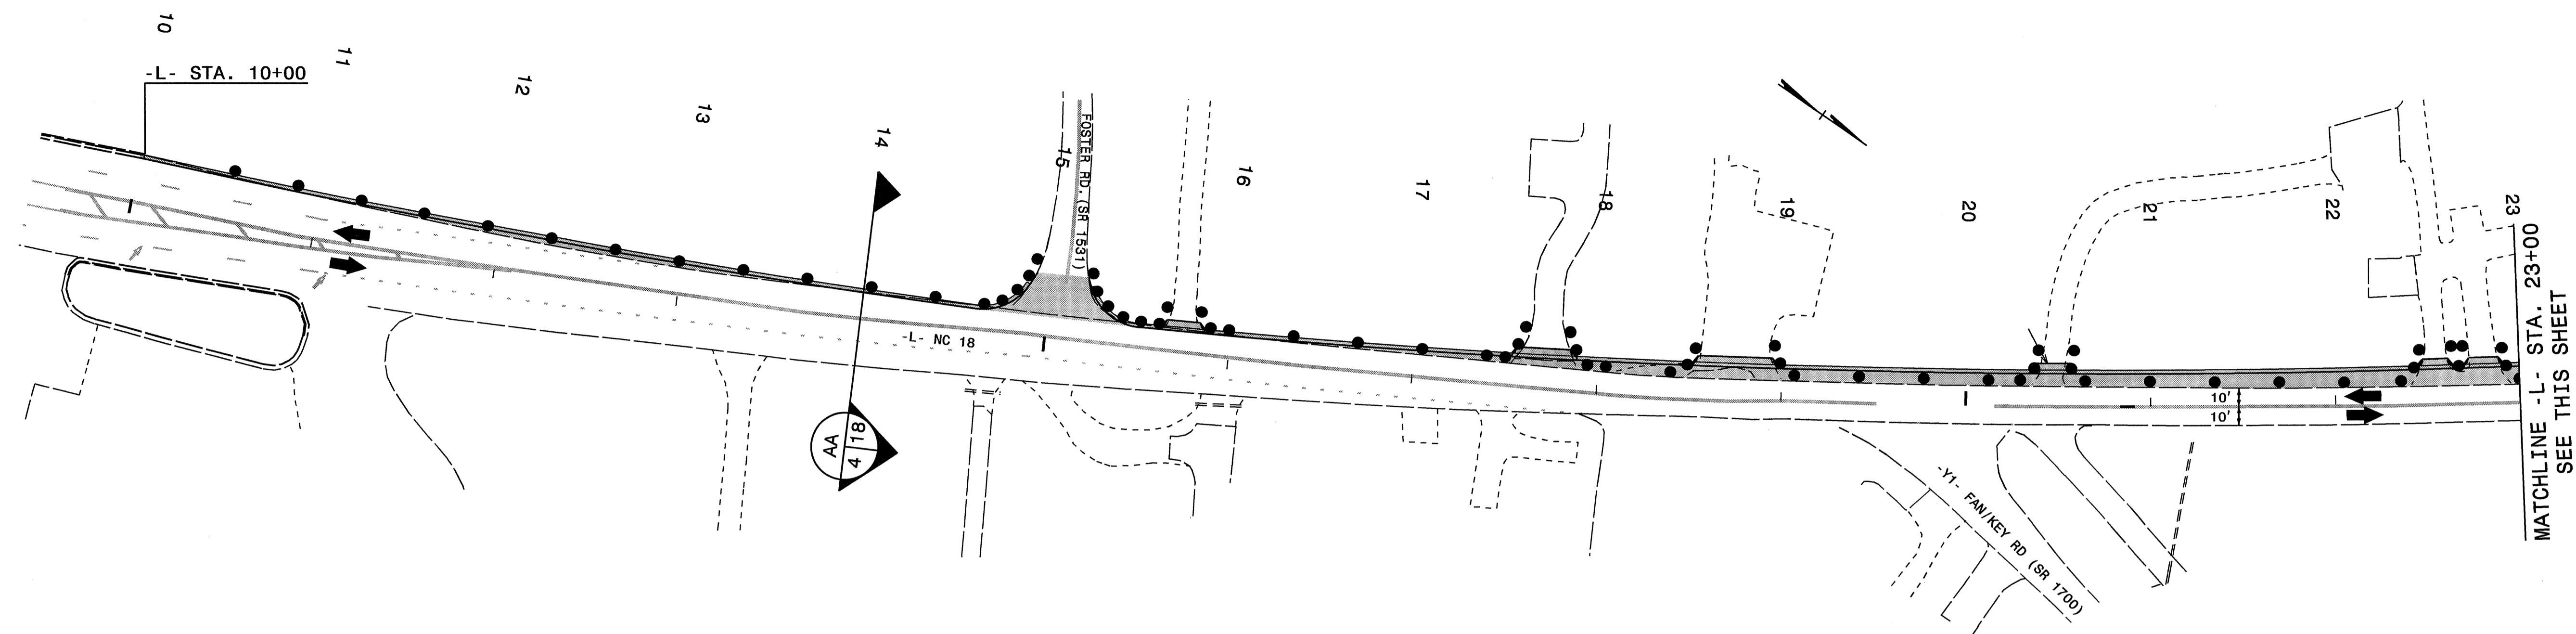 10
11
12
13
14
15
16
17
18
19
20
21
22
23
-L- STA. 10+00
FOSTER RD. (SR 1531)
-L- NC 18
AA
18
4
10'
10'
-Y1- FAN/KEY RD (SR 1700)
MATCHLINE -L- STA. 23+00
SEE THIS SHEET